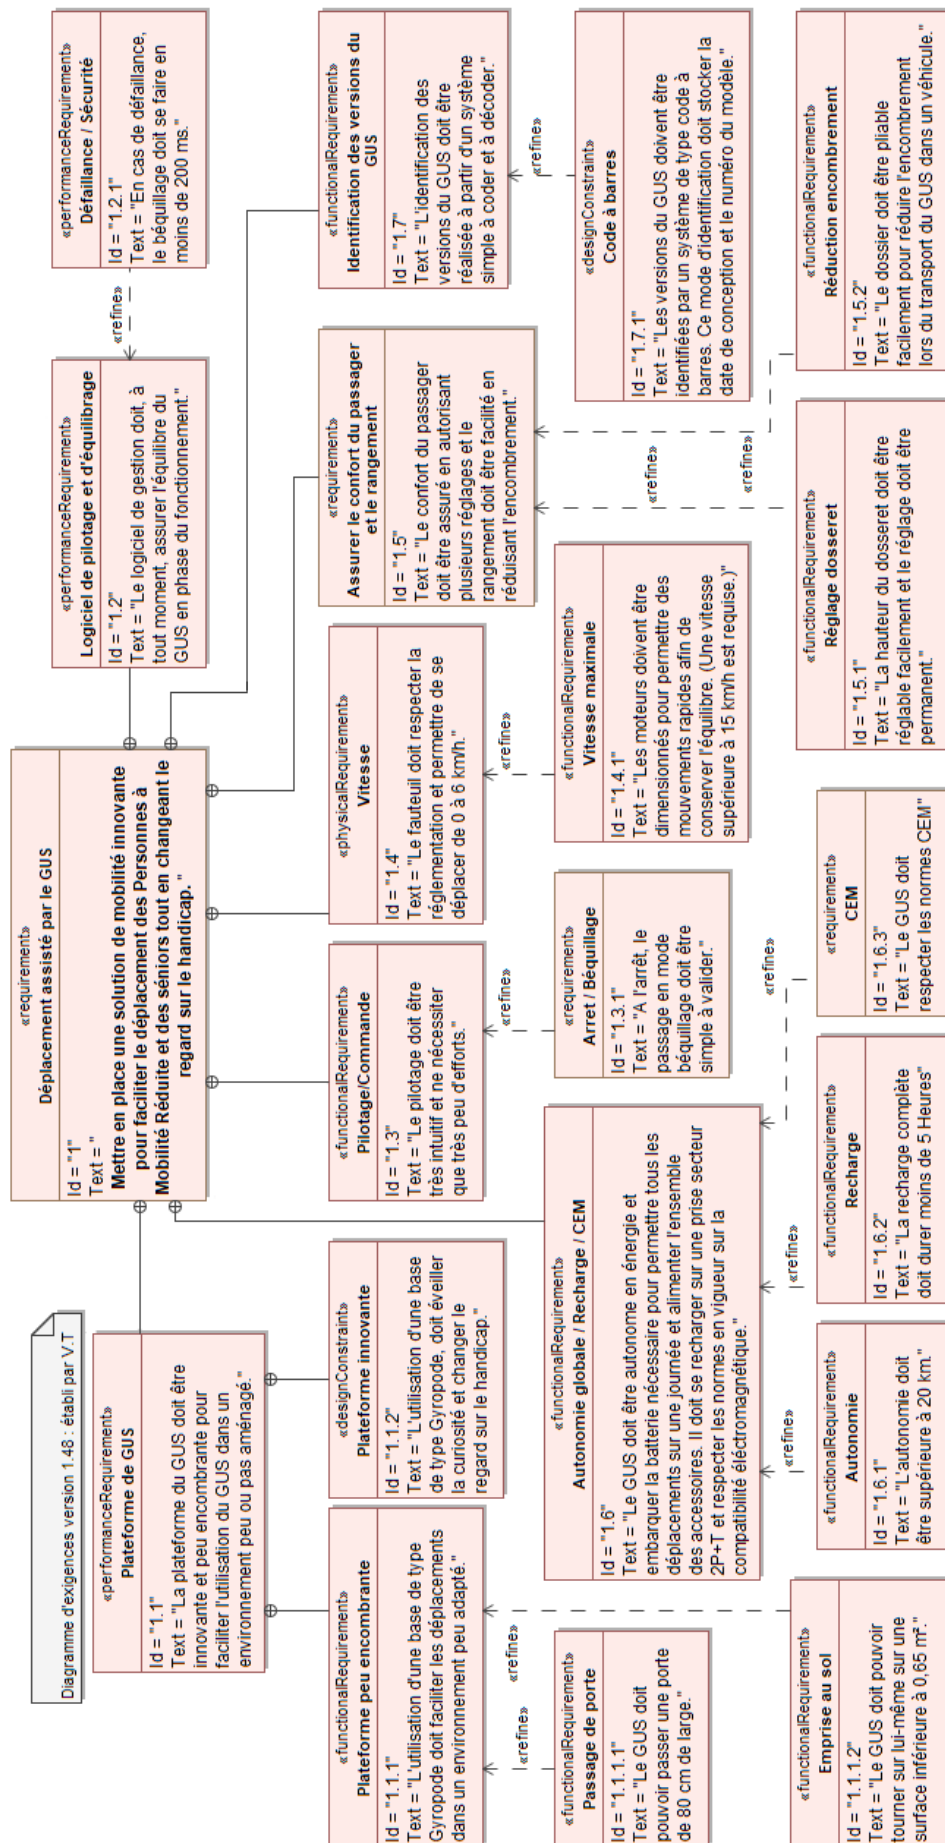 Diagramme d'exigences version 1.48 : établi par V.T
«requirement»
Déplacement assisté par le GUS
Id = "1"
Text = "
Mettre en place une solution de mobilité innovante
pour faciliter le déplacement des Personnes à
Mobilité Réduite et des séniors tout en changeant le
regard sur le handicap."
«performanceRequirement»
Plateforme de GUS
Id = "1.1"
Text = "La plateforme du GUS doit être
innovante et peu encombrante pour
faciliter l'utilisation du GUS dans un
environnement peu ou pas aménagé."
«performanceRequirement»
Logiciel de pilotage et d'équilibrage
Id = "1.2"
Text = "Le logiciel de gestion doit, à
tout moment, assurer l'équilibre du
GUS en phase du fonctionnement."
«refine»
«performanceRequirement»
Défaillance / Sécurité
Id = "1.2.1"
Text = "En cas de défaillance,
le béquillage doit se faire en
moins de 200 ms."
«functionalRequirement»
Plateforme peu encombrante
Id = "1.1.1"
Text = "L'utilisation d'une base de type
Gyropode doit faciliter les déplacements
dans un environnement peu adapté."
«designConstraint»
Plateforme innovante
Id = "1.1.2"
Text = "L'utilisation d'une base
de type Gyropode, doit éveiller
la curiosité et changer le
regard sur le handicap."
«functionalRequirement»
Pilotage/Commande
Id = "1.3"
Text = "Le pilotage doit être
très intuitif et ne nécessiter
que très peu d'efforts."
«physicalRequirement»
Vitesse
Id = "1.4"
Text = "Le fauteuil doit respecter la
réglementation et permettre de se
déplacer de 0 à 6 km/h."
«requirement»
Assurer le confort du passager
et le rangement
Id = "1.5"
Text = "Le confort du passager
doit être assuré en autorisant
plusieurs réglages et le
rangement doit être facilité en
réduisant l'encombrement."
«functionalRequirement»
Identification des versions du
GUS
Id = "1.7"
Text = "L'identification des
versions du GUS doit être
réalisée à partir d'un système
simple à coder et à décoder."
«refine»
«refine»
«refine»
«refine»
«refine»
«functionalRequirement»
Passage de porte
Id = "1.1.1.1"
Text = "Le GUS doit
pouvoir passer une porte
de 80 cm de large."
«functionalRequirement»
Autonomie globale / Recharge / CEM
Id = "1.6"
Text = "Le GUS doit être autonome en énergie et
embarquer la batterie nécessaire pour permettre tous les
déplacements sur une journée et alimenter l'ensemble
des accessoires. Il doit se recharger sur une prise secteur
2P+T et respecter les normes en vigueur sur la
compatibilité éléctromagnétique."
«requirement»
Arret / Béquillage
Id = "1.3.1"
Text = "A l'arrêt, le
passage en mode
béquillage doit être
simple à valider."
«functionalRequirement»
Vitesse maximale
Id = "1.4.1"
Text = "Les moteurs doivent être
dimensionnés pour permettre des
mouvements rapides afin de
conserver l'équilibre. (Une vitesse
supérieure à 15 km/h est requise.)"
«refine»
«refine»
«designConstraint»
Code à barres
Id = "1.7.1"
Text = "Les versions du GUS doivent être
identifiées par un système de type code à
barres. Ce mode d'identification doit stocker la
date de conception et le numéro du modèle."
«refine»
«refine»
«refine»
«functionalRequirement»
Emprise au sol
Id = "1.1.1.2"
Text = "Le GUS doit pouvoir
tourner sur lui-même sur une
surface inférieure à 0,65 m²."
«functionalRequirement»
Autonomie
Id = "1.6.1"
Text = "L'autonomie doit
être supérieure à 20 km."
«functionalRequirement»
Recharge
Id = "1.6.2"
Text = "La recharge complète
doit durer moins de 5 Heures"
«requirement»
CEM
Id = "1.6.3"
Text = "Le GUS doit
respecter les normes CEM"
«functionalRequirement»
Réglage dosseret
Id = "1.5.1"
Text = "La hauteur du dosseret doit être
réglable facilement et le réglage doit être
permanent."
«functionalRequirement»
Réduction encombrement
Id = "1.5.2"
Text = "Le dossier doit être pliable
facilement pour réduire l'encombrement
lors du transport du GUS dans un véhicule."